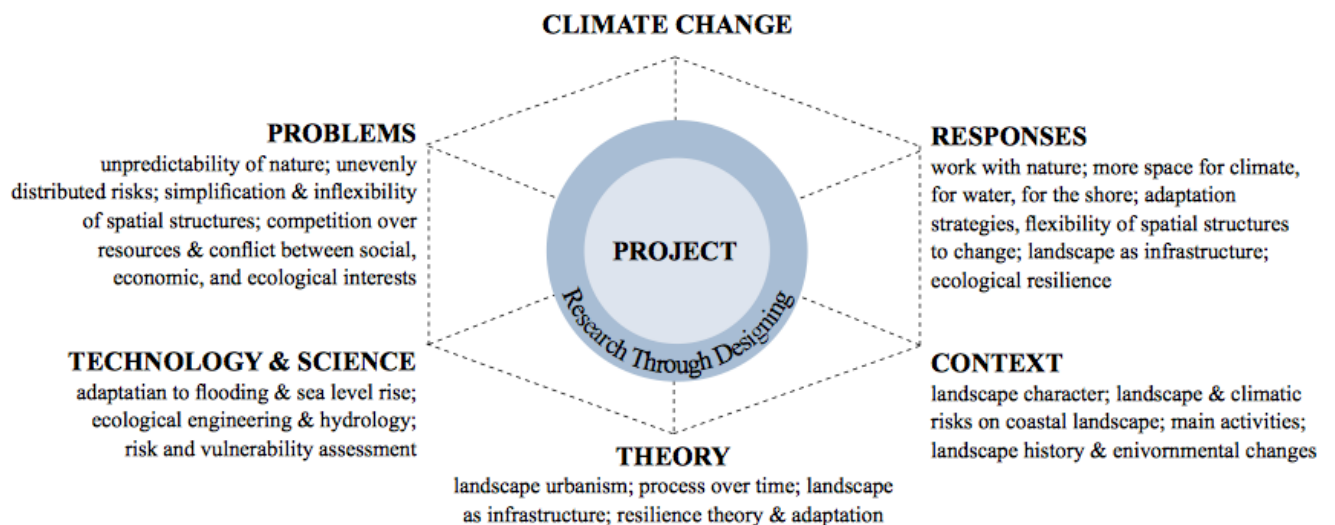 CLIMATE CHANGE
PROBLEMS
unpredictability of nature; unevenly
distributed risks; simplification & inflexibility
of spatial structures; competition over
resources & conflict between social,
economic, and ecological interests
RESPONSES
work with nature; more space for climate,
for water, for the shore; adaptation
strategies, flexibility of spatial structures
to change; landscape as infrastructure;
ecological resilience
PROJECT
Research Through Designing
TECHNOLOGY & SCIENCE
adaptation to flooding & sea level rise;
ecological engineering & hydrology;
risk and vulnerability assessment
CONTEXT
landscape character; landscape & climatic
risks on coastal landscape; main activities;
landscape history & enivornmental changes
THEORY
landscape urbanism; process over time; landscape
as infrastructure; resilience theory & adaptation